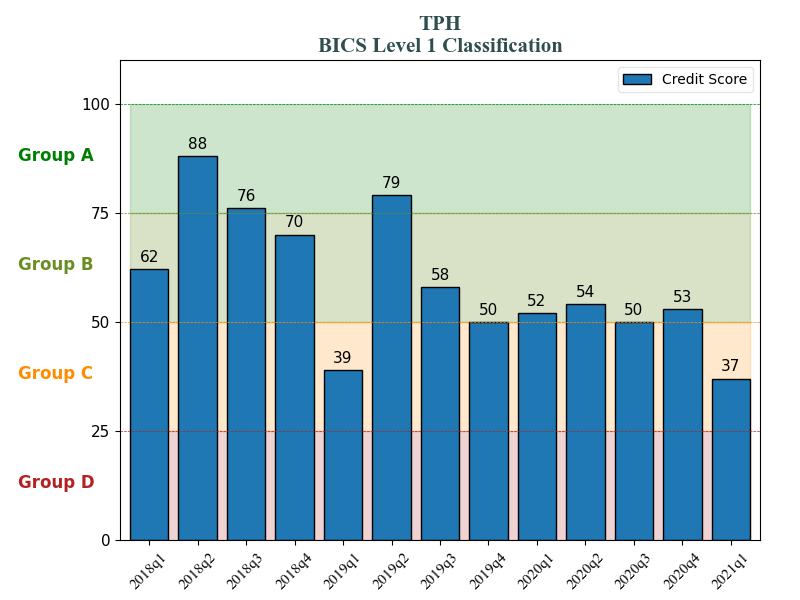 TPH
BICS Level 1 Classification
Credit Score
100
Group A
88
79
76
75
70
62
Group B
58
54
53
52
50
50
50
39
37
Group C
25
Group D
0
2018q1
2018q2
2018q3
2018q4
2019q1
2019q2
2019q3
2019q4
2020q1
2020q2
2020q3
2020q4
2021q1